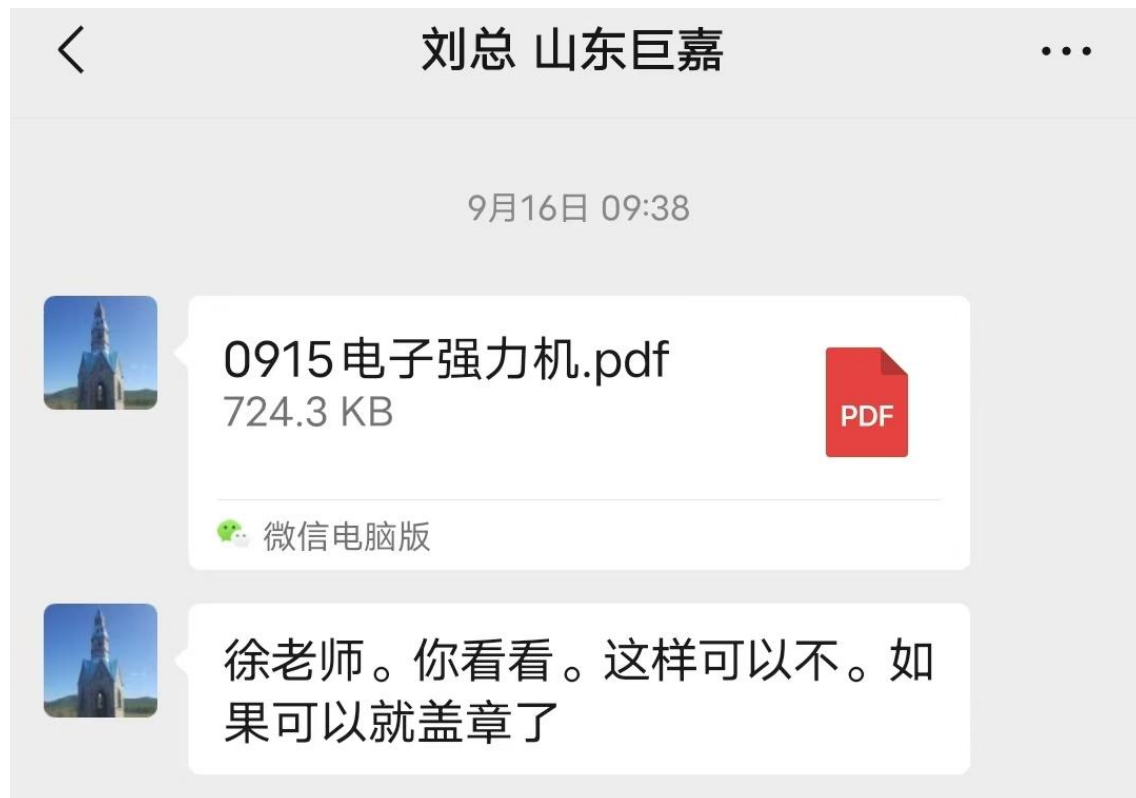 刘总 山东巨嘉
9月16日 09:38
0915电子强力机.pdf
724.3 KB
PDF
微信电脑版
徐老师。你看看。这样可以不。如
果可以就盖章了